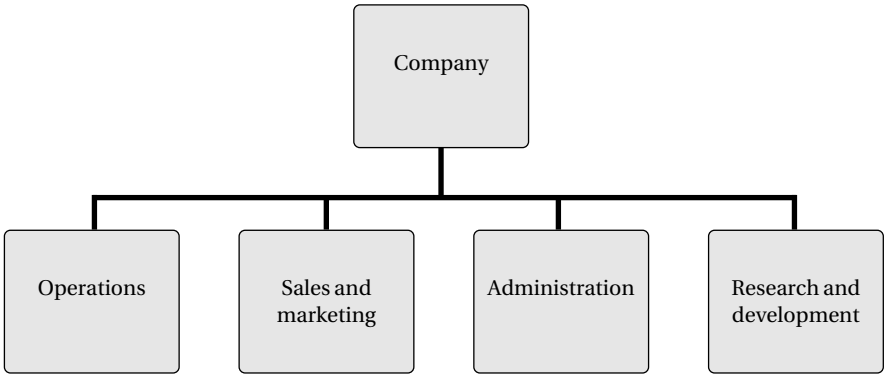 Company
Operations
Sales and
marketing
Administration
Research and
development